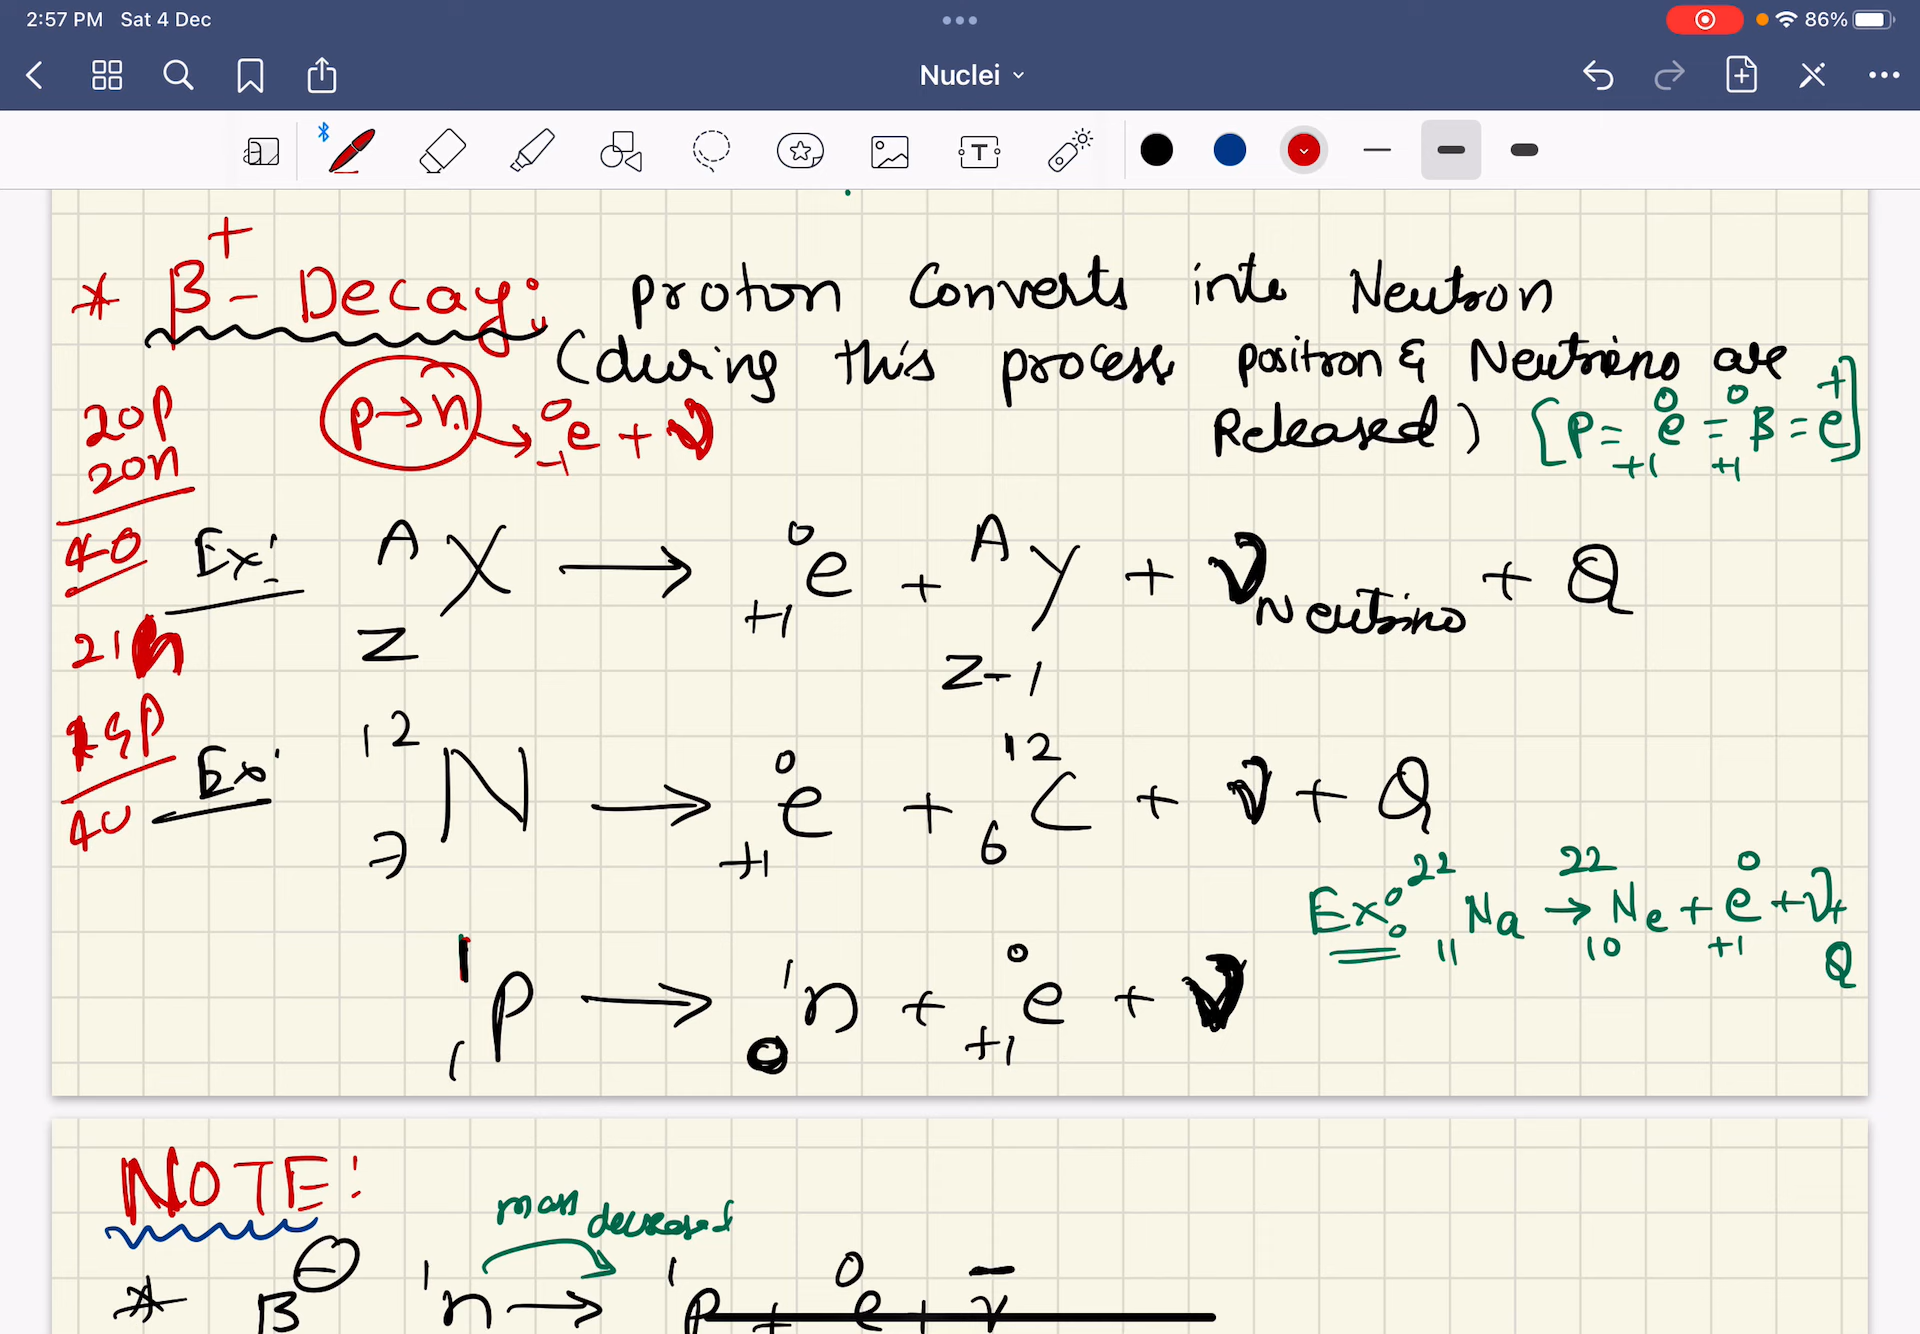 2:57 PM Sat 4 Dec
86%
Nuclei
* β⁺ - Decay: proton Converts into Neutron
(during this process positron & Neutrino are
Released) [P = ⁰₊₁e = ⁰₊₁β = e⁺]
p → n → ⁰₋₁e + ν
20p
20n
40
21n
19p
40
Ex: ᴬ_Z X → ⁰₊₁e + ᴬ_Z-1 Y + ν Neutrino + Q
Ex: ¹²₇N → ⁰₊₁e + ¹²₆C + ν + Q
Ex: ²²₁₁Na → ²²₁₀Ne + ⁰₊₁e + ν + Q
¹₁p → ¹₀n + ⁰₊₁e + ν
NOTE:
mass decreased
* β⊖ ¹n → ¹p + ⁰e + ν̅